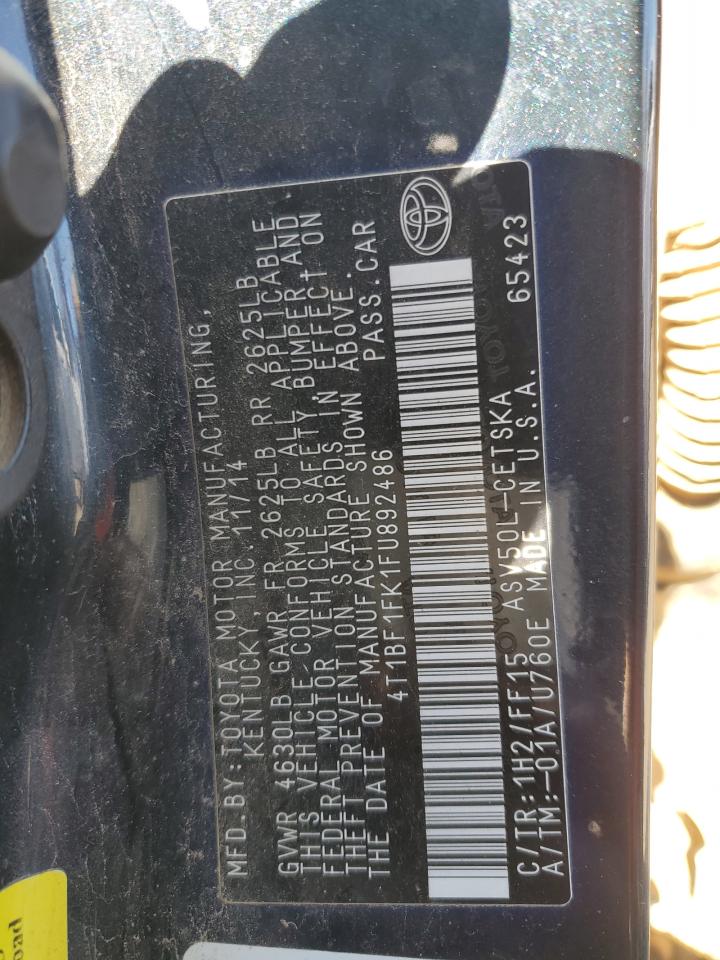 MFD.BY:TOYOTA MOTOR MANUFACTURING,
KENTUCKY, INC. 11/14
GVWR 4630LB GAWR FR 2625LB RR 2625LB
THIS VEHICLE CONFORMS TO ALL APPLICABLE
FEDERAL MOTOR VEHICLE SAFETY, BUMPER, AND
THEFT PREVENTION STANDARDS IN EFFECT ON
THE DATE OF MANUFACTURE SHOWN ABOVE.
4T1BF1FK1FU892486 PASS.CAR
C/TR:1H2/FF15 ASV50L-CETSKA
A/TM:-01A/U760E MADE IN U.S.A. 65423
TOYOTA